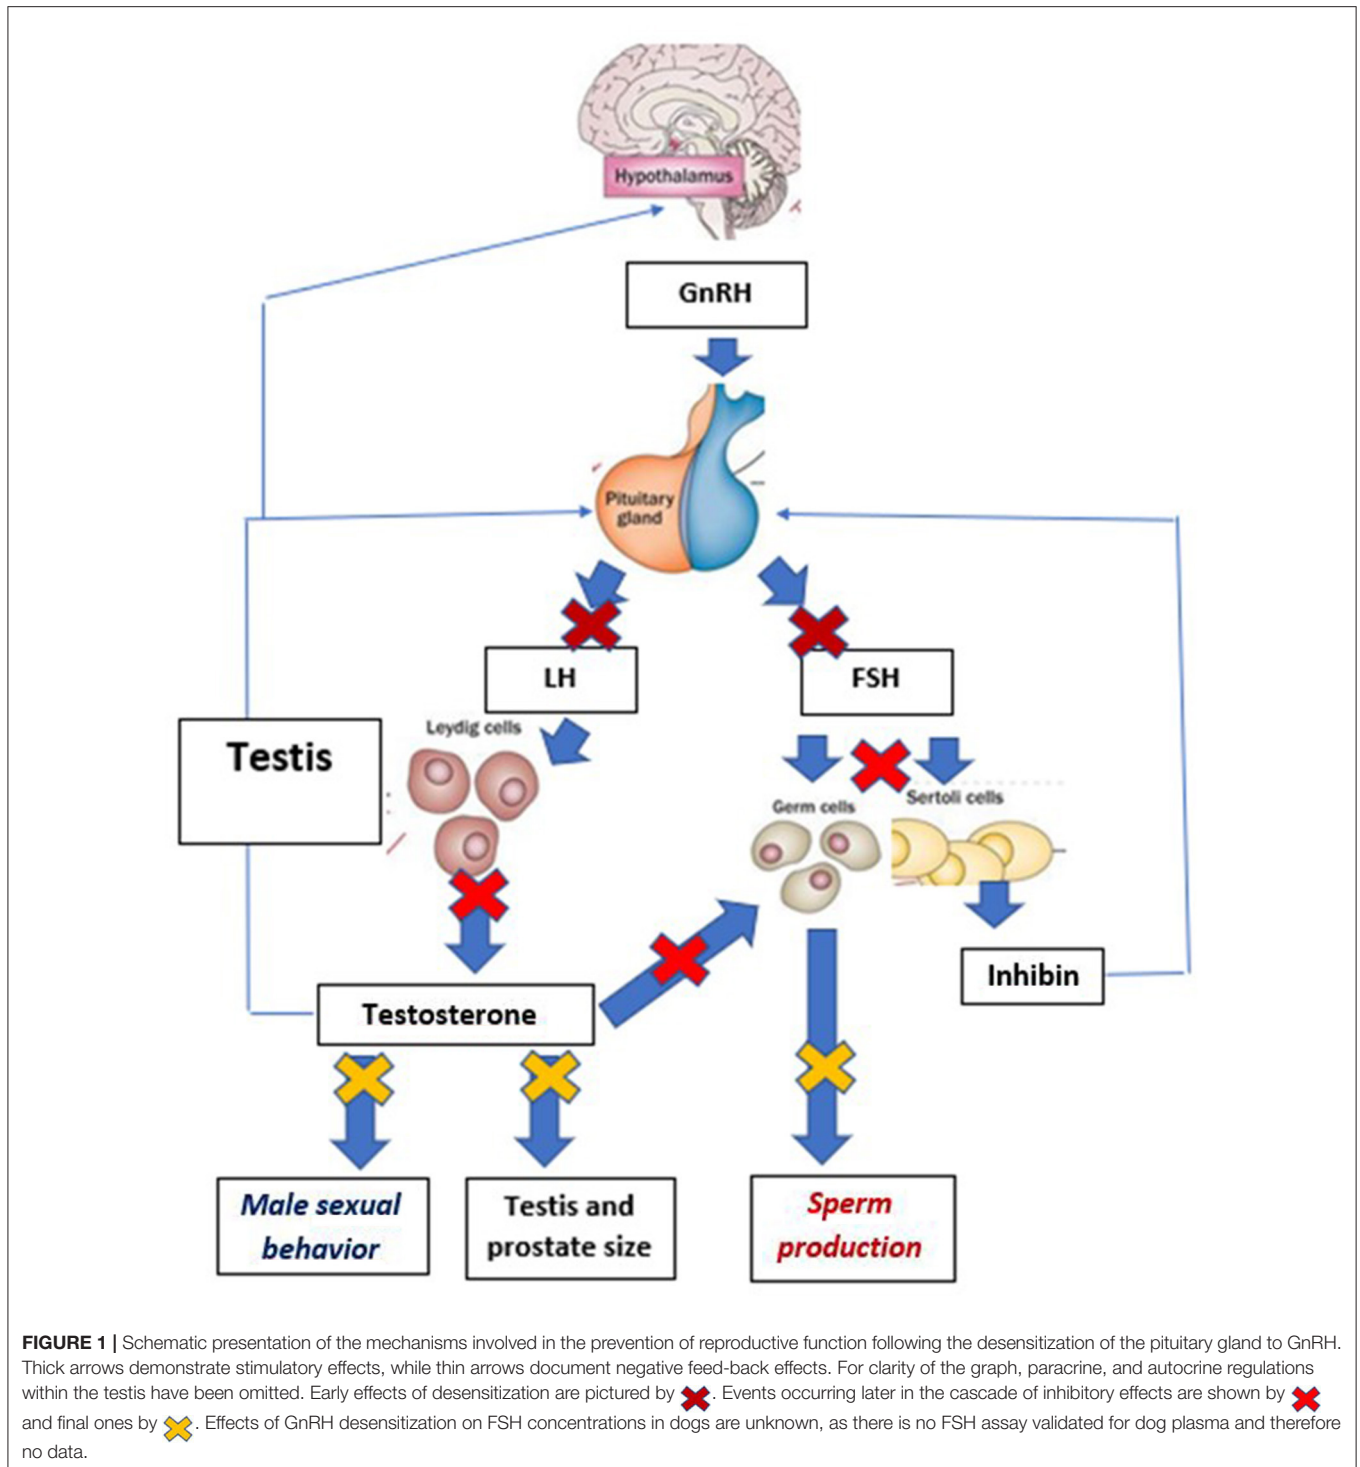 Hypothalamus
GnRH
Pituitary
gland
LH
FSH
Testis
Leydig cells
Germ cells
Sertoli cells
Inhibin
Testosterone
Male sexual
behavior
Testis and
prostate size
Sperm
production
FIGURE 1 | Schematic presentation of the mechanisms involved in the prevention of reproductive function following the desensitization of the pituitary gland to GnRH.
Thick arrows demonstrate stimulatory effects, while thin arrows document negative feed-back effects. For clarity of the graph, paracrine, and autocrine regulations
within the testis have been omitted. Early effects of desensitization are pictured by . Events occurring later in the cascade of inhibitory effects are shown by
and final ones by . Effects of GnRH desensitization on FSH concentrations in dogs are unknown, as there is no FSH assay validated for dog plasma and therefore
no data.